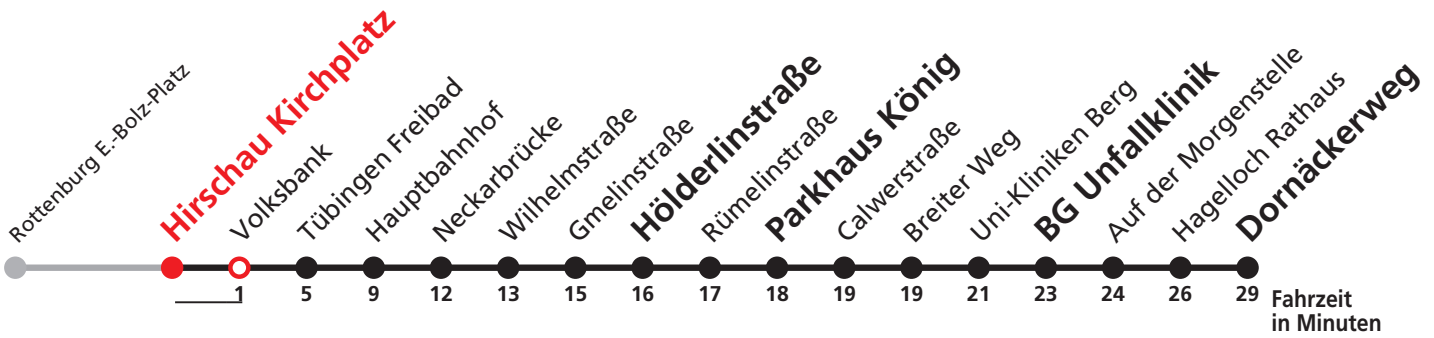 Rottenburg E.-Bolz-Platz
Hirschau Kirchplatz
Volksbank
Tübingen Freibad
Hauptbahnhof
Neckarbrücke
Wilhelmstraße
Gmelinstraße
Hölderlinstraße
Rümelinstraße
Parkhaus König
Calwerstraße
Breiter Weg
Uni-Kliniken Berg
BG Unfallklinik
Auf der Morgenstelle
Hagelloch Rathaus
Dornäckerweg
1 5 9 12 13 15 16 17 18 19 19 21 23 24 26 29
Fahrzeit
in Minuten